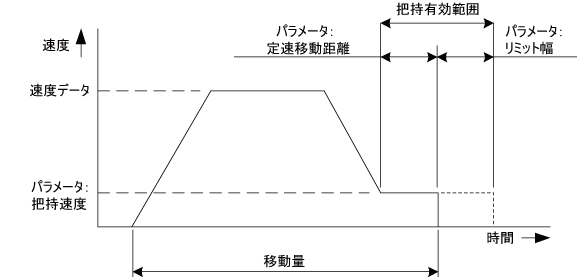 把持有効範囲
パラメータ:
定速移動距離
パラメータ:
リミット幅
速度
速度データ
パラメータ:
把持速度
時間
移動量